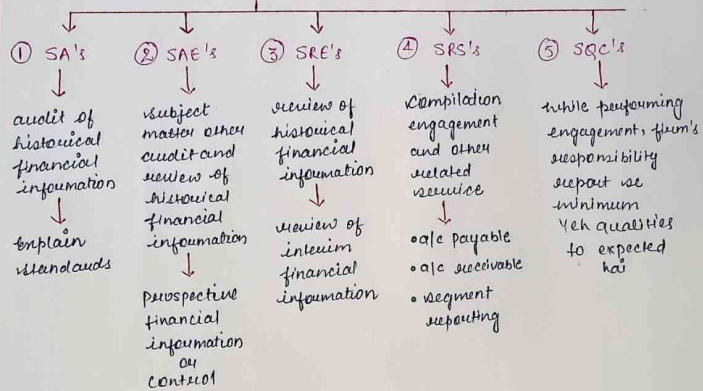 ① SA's
audit of
historical
financial
information
Explain
standards
② SAE's
subject
matter other
audit and
review of
historical
financial
information
Prospective
financial
information
or
control
③ SRE's
review of
historical
financial
information
review of
interim
financial
information
④ SRS's
Compilation
engagement
and other
related
service
• a/c payable
• a/c receivable
• segment
reporting
⑤ SQC's
while performing
engagement, firm's
responsibility
report se
minimum
Yeh qualities
to expected
hai